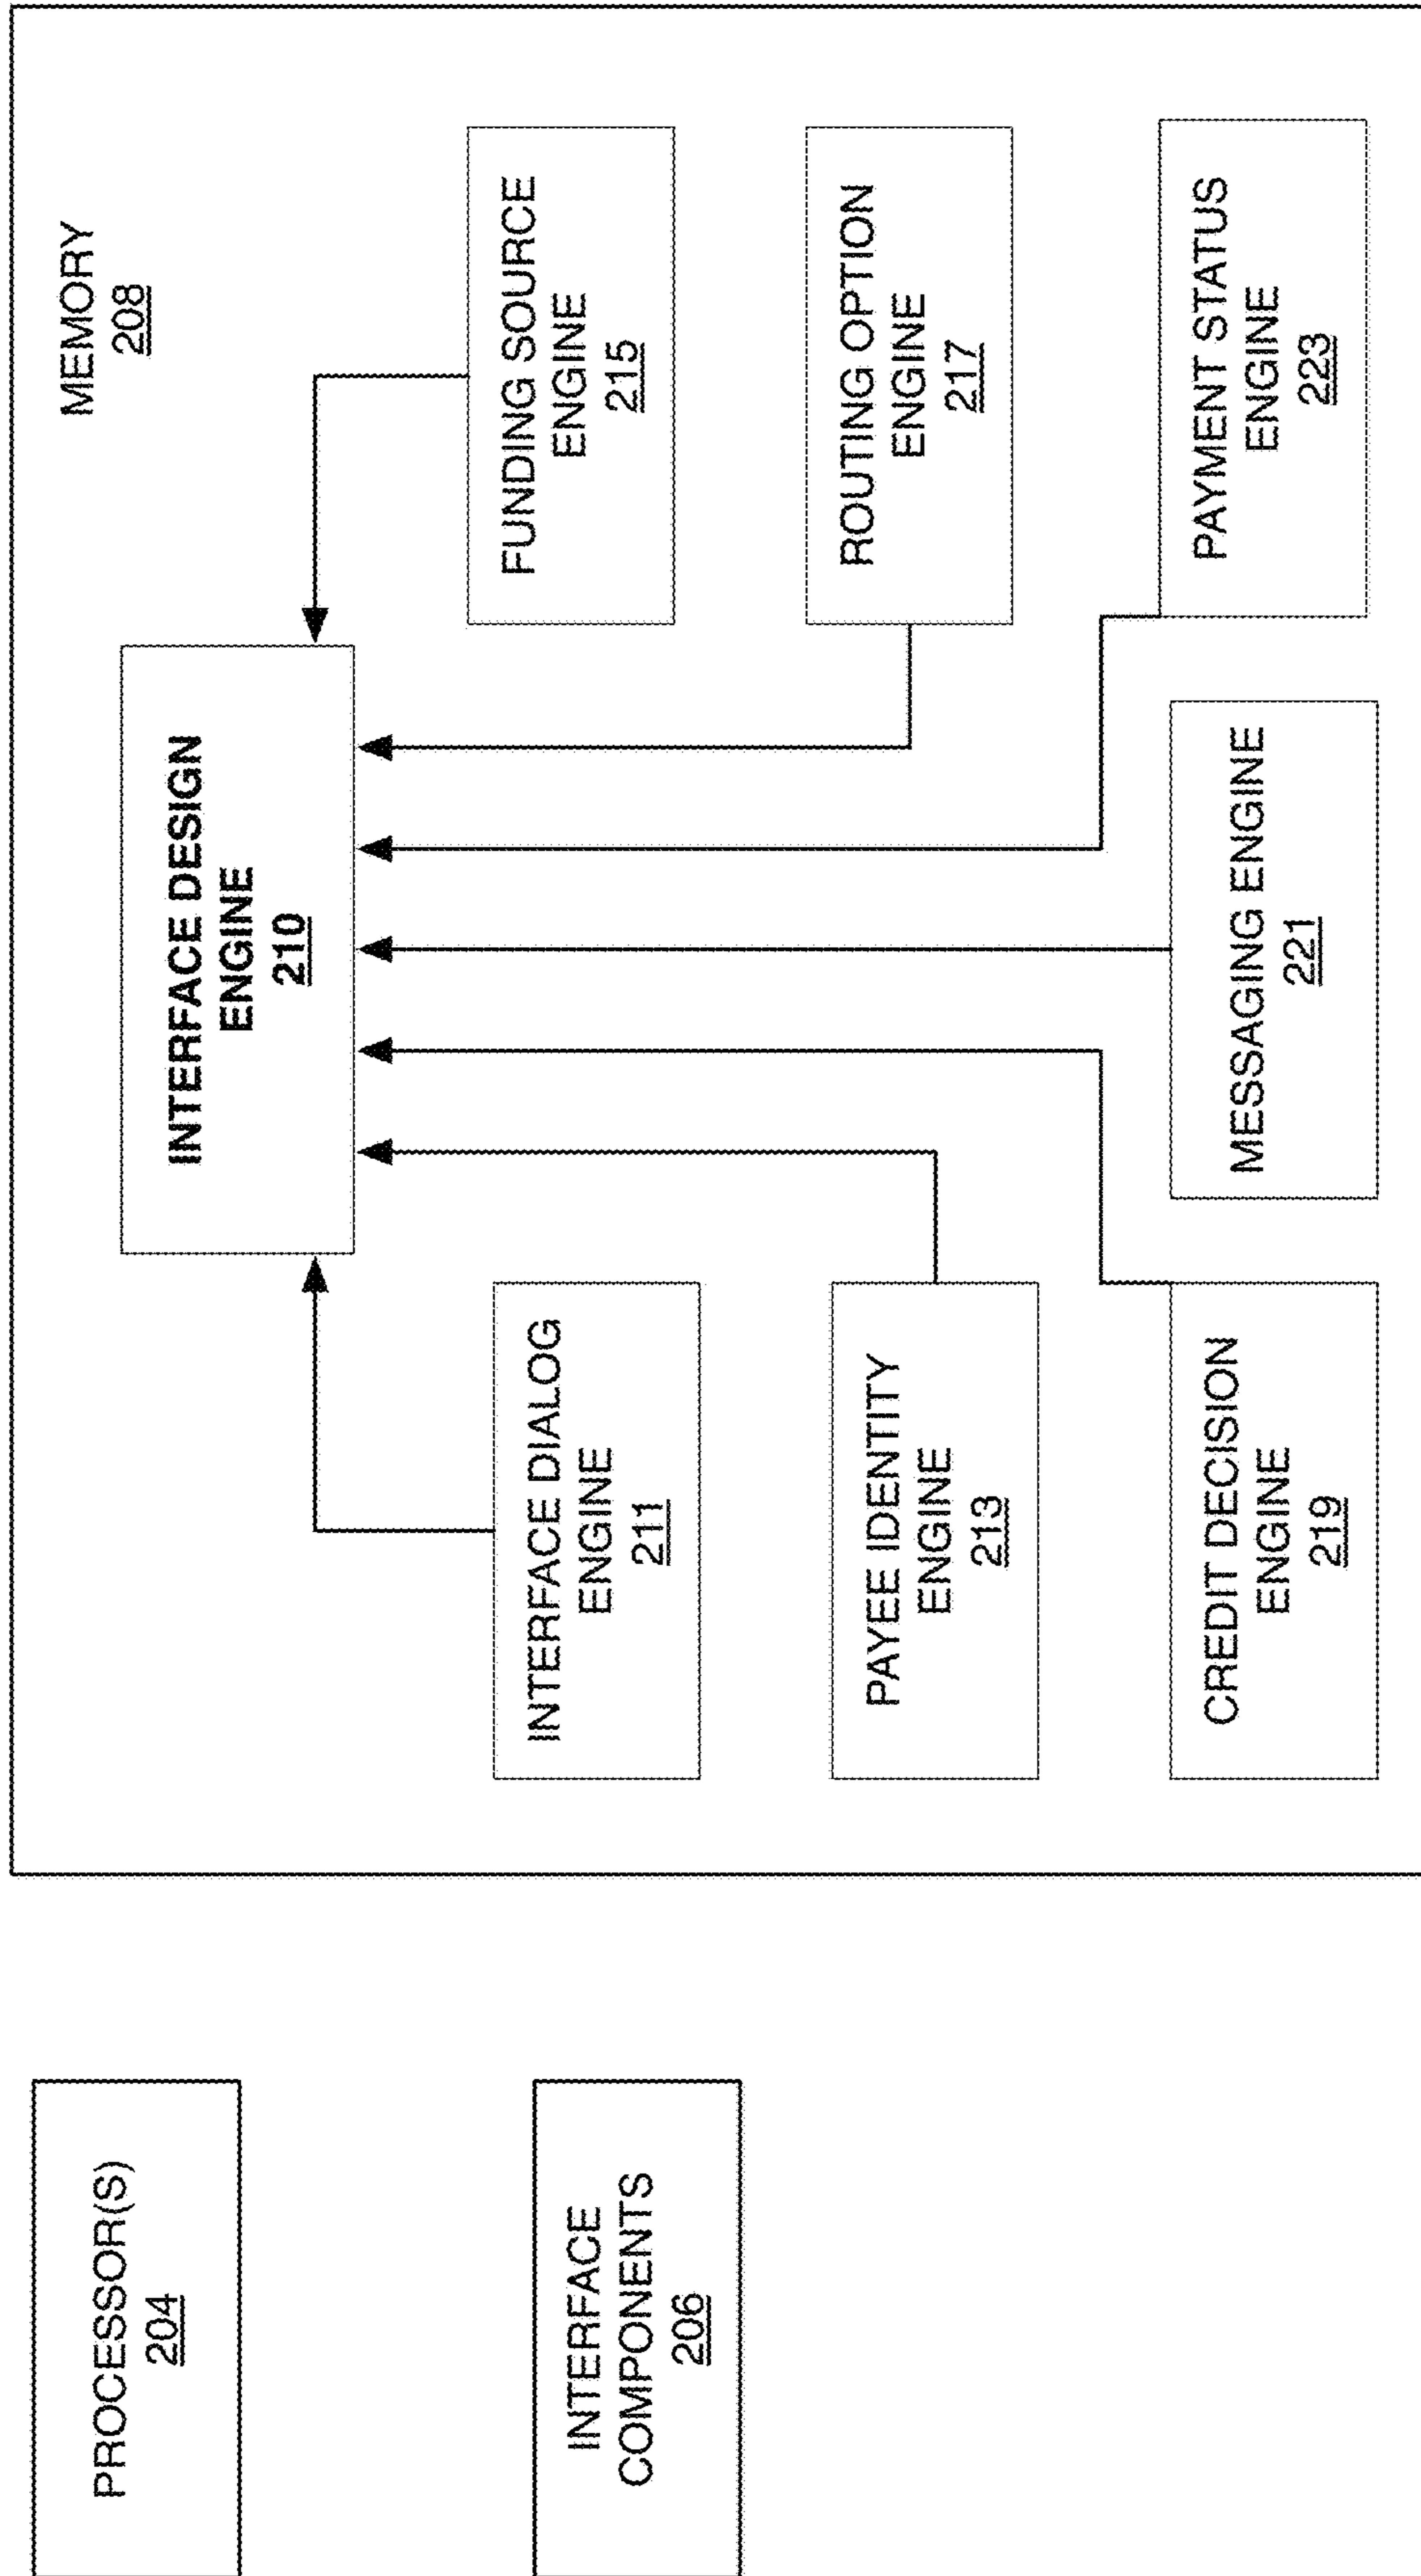 PROCESSOR(S)
204
INTERFACE
COMPONENTS
206
MEMORY
208
INTERFACE DESIGN
ENGINE
210
INTERFACE DIALOG
ENGINE
211
FUNDING SOURCE
ENGINE
215
PAYEE IDENTITY
ENGINE
213
ROUTING OPTION
ENGINE
217
CREDIT DECISION
ENGINE
219
MESSAGING ENGINE
221
PAYMENT STATUS
ENGINE
223